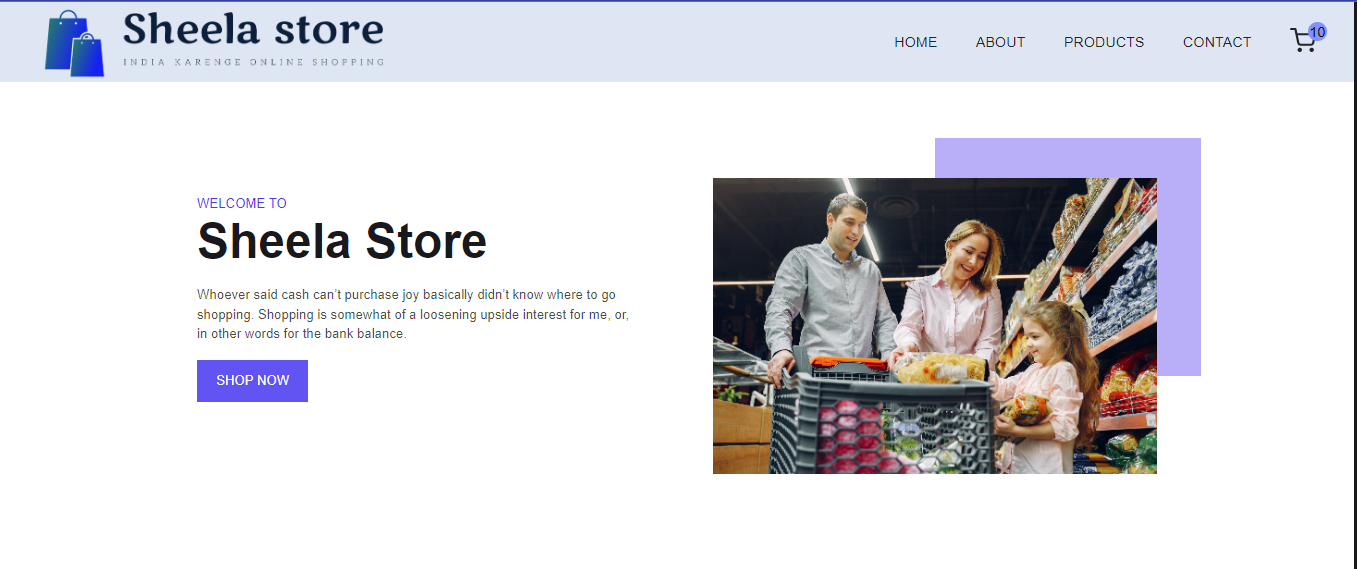 Sheela store
INDIA KARENGE ONLINE SHOPPING
HOME ABOUT PRODUCTS CONTACT 10
WELCOME TO
Sheela Store
Whoever said cash can't purchase joy basically didn't know where to go
shopping. Shopping is somewhat of a loosening upside interest for me, or,
in other words for the bank balance.
SHOP NOW